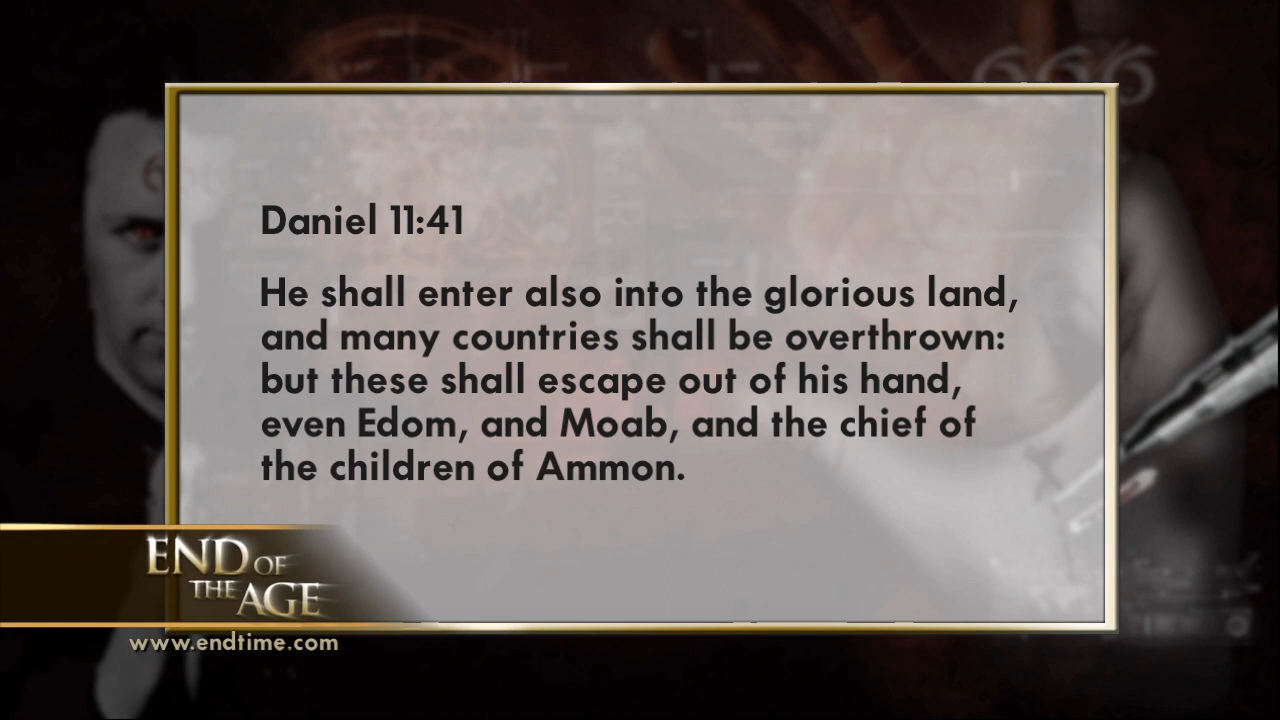 666
6
Daniel 11:41
He shall enter also into the glorious land,
and many countries shall be overthrown:
but these shall escape out of his hand,
even Edom, and Moab, and the chief of
the children of Ammon.
END OF
THE AGE
www.endtime.com